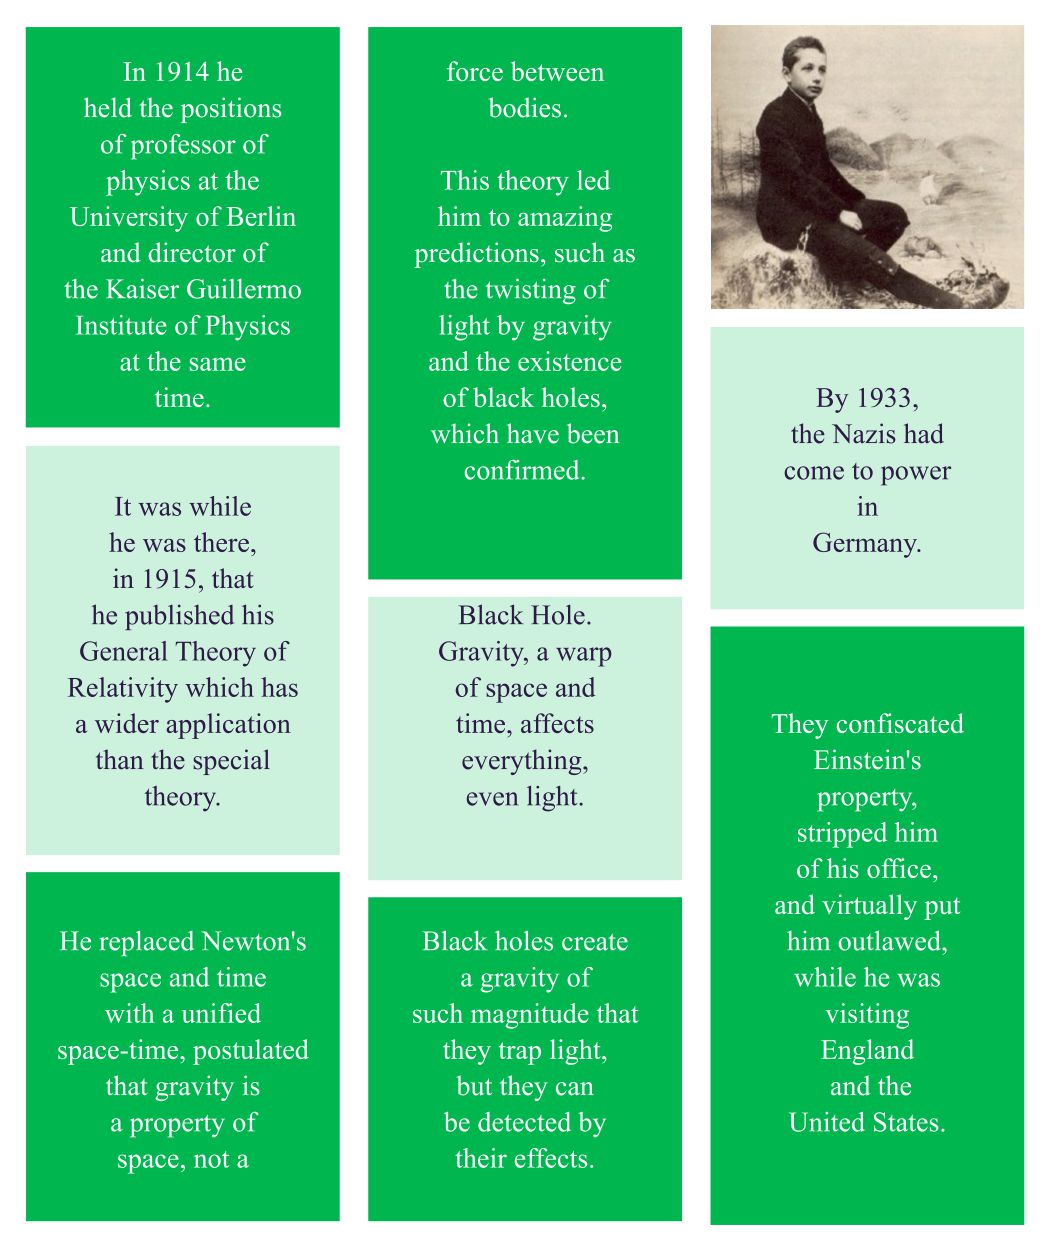 In 1914 he
held the positions
of professor of
physics at the
University of Berlin
and director of
the Kaiser Guillermo
Institute of Physics
at the same
time.
It was while
he was there,
in 1915, that
he published his
General Theory of
Relativity which has
a wider application
than the special
theory.
He replaced Newton's
space and time
with a unified
space-time, postulated
that gravity is
a property of
space, not a
force between
bodies.
This theory led
him to amazing
predictions, such as
the twisting of
light by gravity
and the existence
of black holes,
which have been
confirmed.
Black Hole.
Gravity, a warp
of space and
time, affects
everything,
even light.
Black holes create
a gravity of
such magnitude that
they trap light,
but they can
be detected by
their effects.
By 1933,
the Nazis had
come to power
in
Germany.
They confiscated
Einstein's
property,
stripped him
of his office,
and virtually put
him outlawed,
while he was
visiting
England
and the
United States.